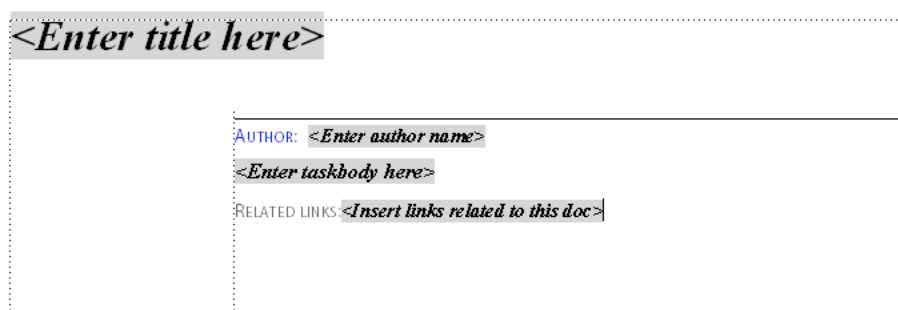 <Enter title here>
AUTHOR: <Enter author name>
<Enter taskbody here>
RELATED LINKS:<Insert links related to this doc>